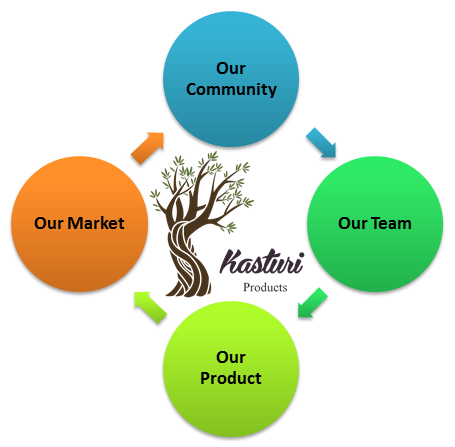 Our
Community
Our Market
Our Team
Kasturi
Products
Our
Product